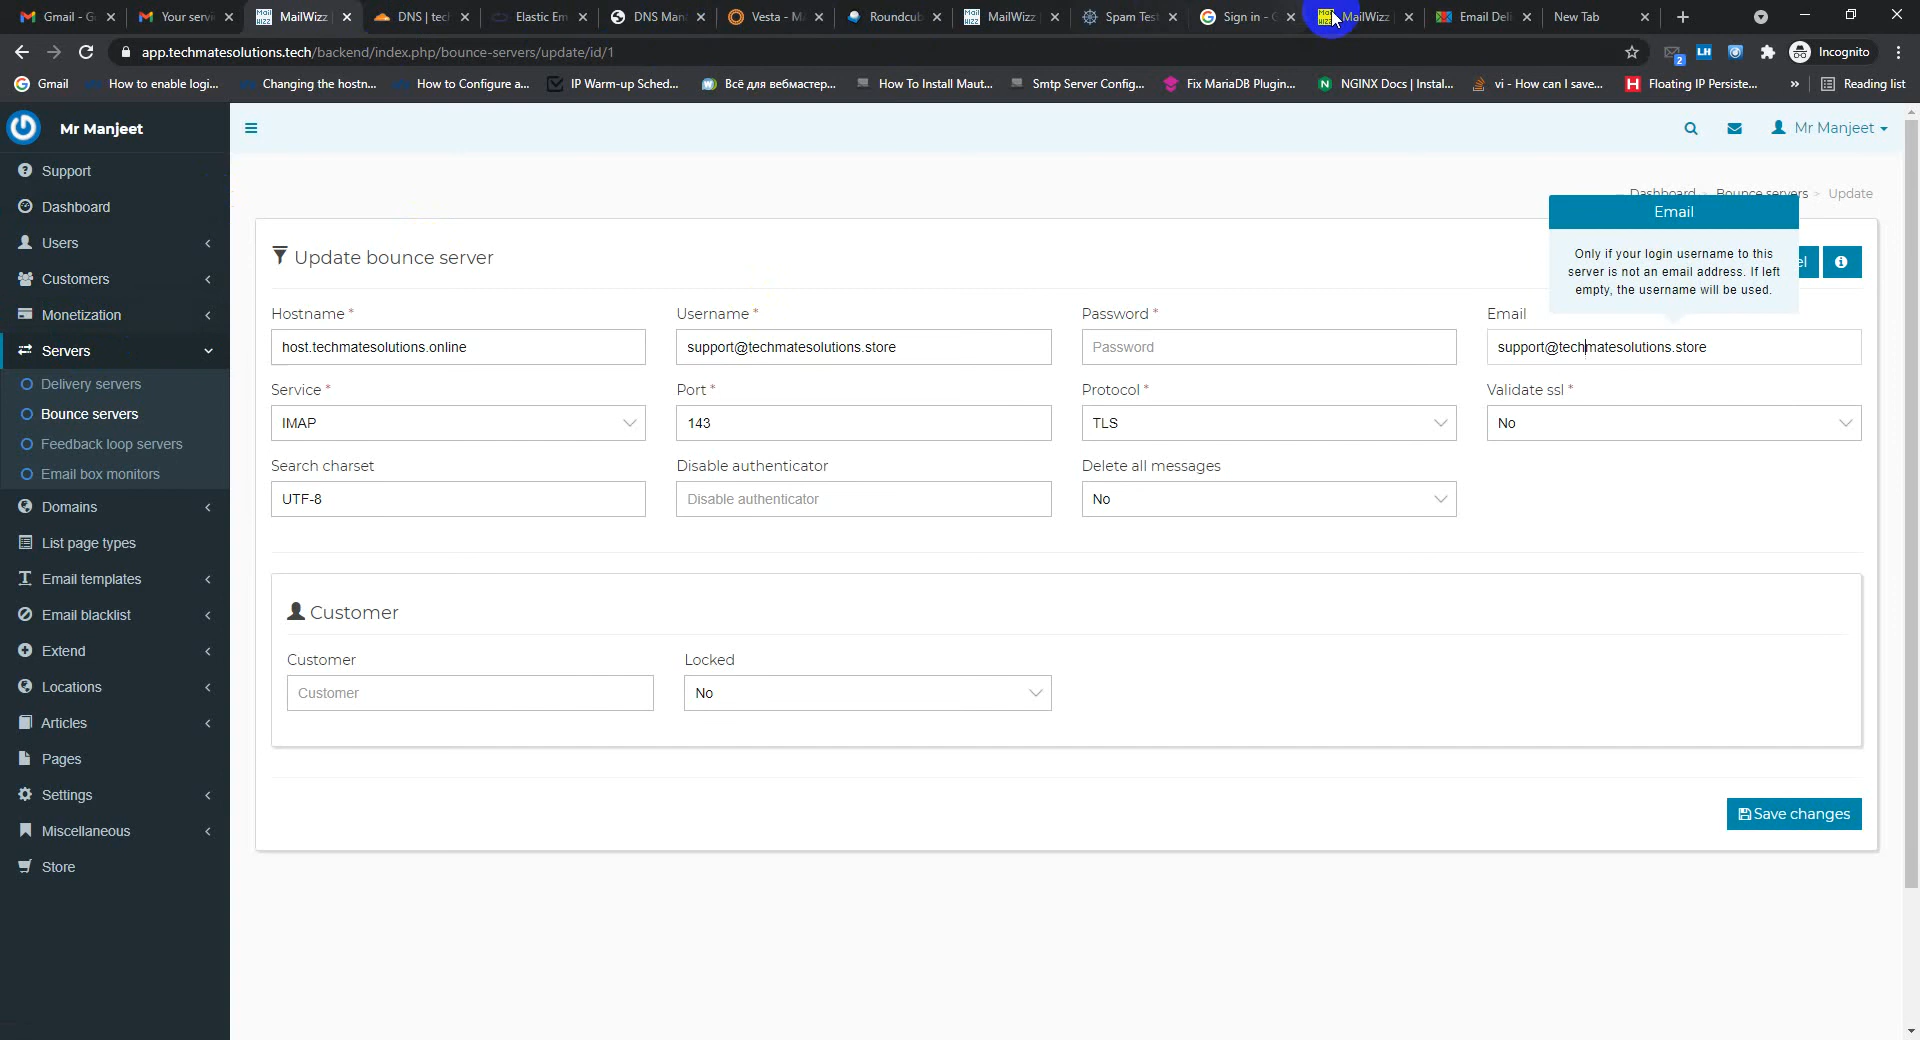 Gmail - G
Your servi
MailWizz
DNS | tec
Elastic Em
DNS Man
Vesta - M
Roundcub
MailWizz
Spam Test
Sign in - G
MailWizz
Email Deli
New Tab
app.techmatesolutions.tech/backend/index.php/bounce-servers/update/id/1
2
LH
Incognito
Gmail
How to enable logi...
Changing the hostn...
How to Configure a...
IP Warm-up Sched...
Всё для вебмастер...
How To Install Maut...
Smtp Server Config...
Fix MariaDB Plugin...
NGINX Docs | Instal...
vi - How can I save...
Floating IP Persiste...
»
Reading list
Mr Manjeet
Mr Manjeet
Support
Dashboard
Users
Customers
Monetization
Servers
Delivery servers
Bounce servers
Feedback loop servers
Email box monitors
Domains
List page types
Email templates
Email blacklist
Extend
Locations
Articles
Pages
Settings
Miscellaneous
Store
Dashboard
Bounce servers > Update
Email
Only if your login username to this
server is not an email address. If left
empty, the username will be used.
Update bounce server
Hostname *
host.techmatesolutions.online
Username *
support@techmatesolutions.store
Password *
Password
Email
support@techmatesolutions.store
Service *
IMAP
Port *
143
Protocol *
TLS
Validate ssl *
No
Search charset
UTF-8
Disable authenticator
Disable authenticator
Delete all messages
No
Customer
Customer
Customer
Locked
No
Save changes